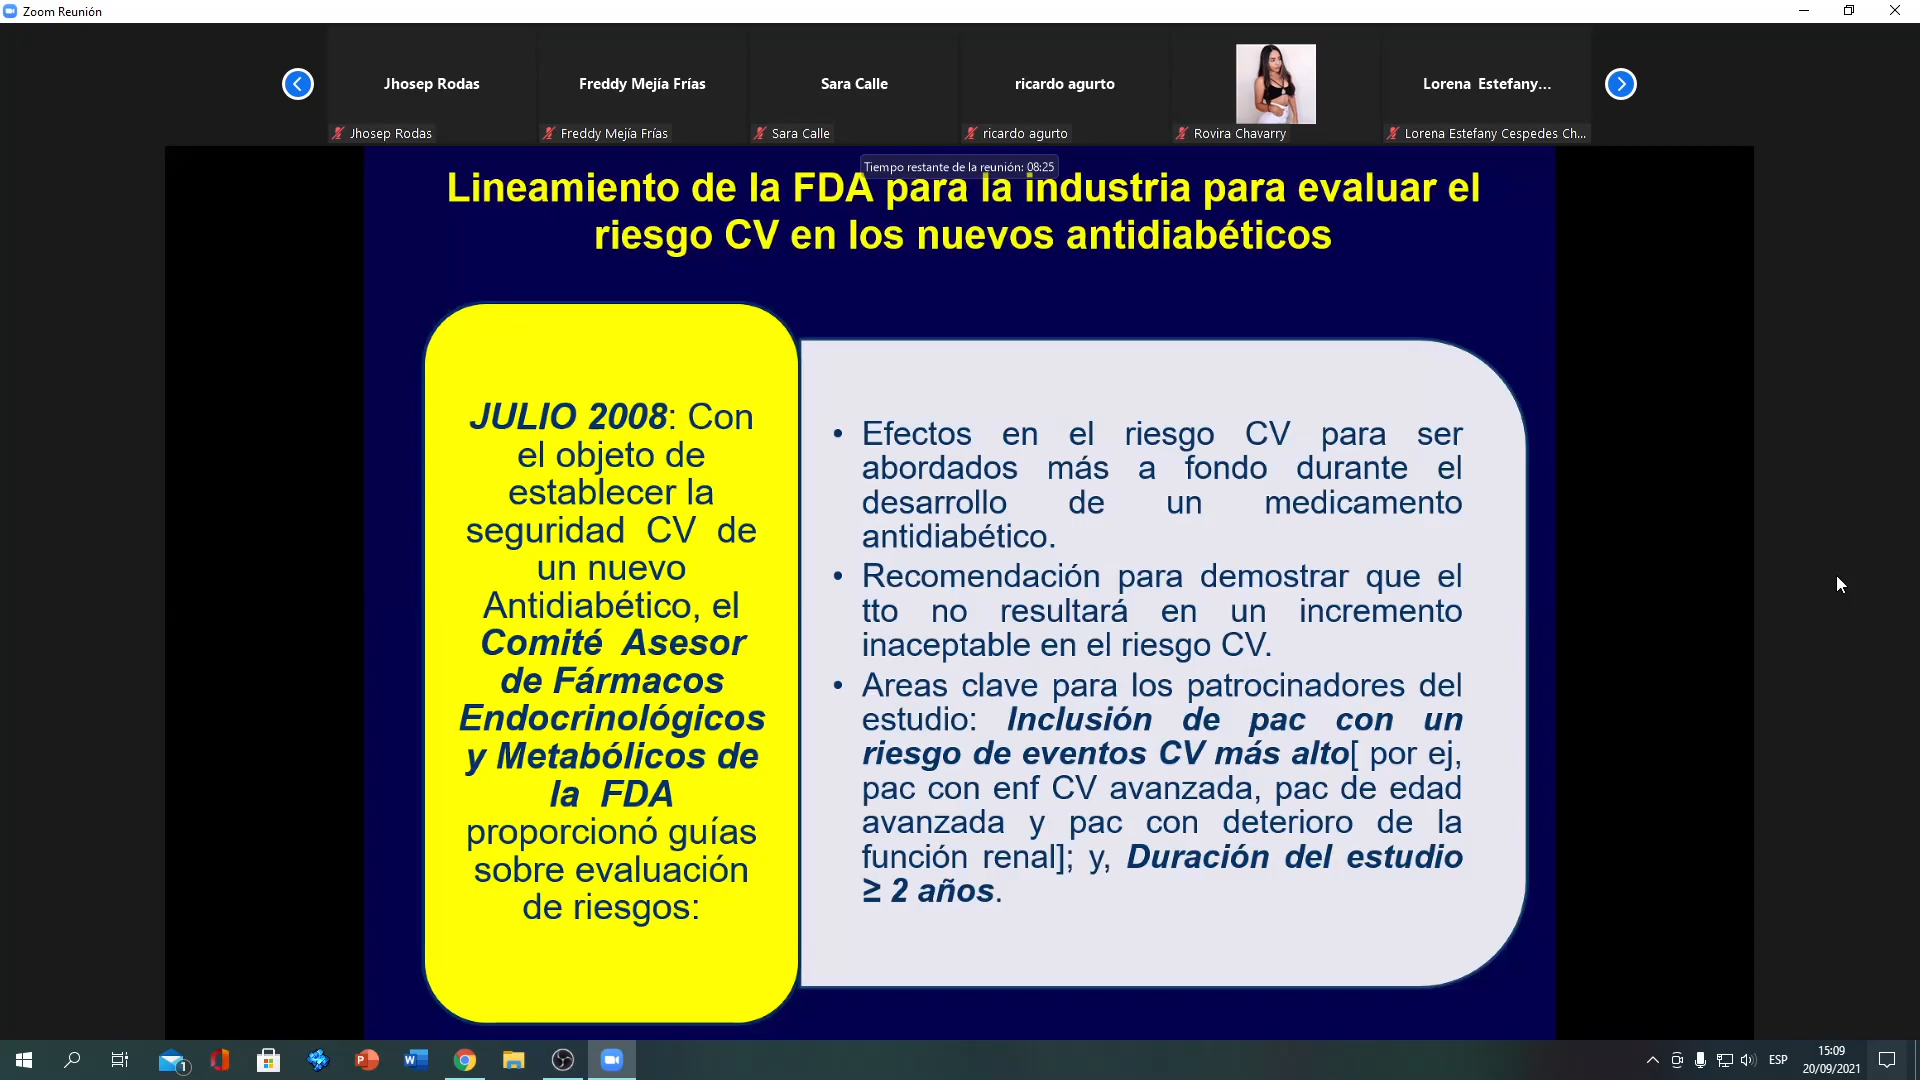 Zoom Reunión
Jhosep Rodas
Freddy Mejía Frías
Sara Calle
ricardo agurto
Lorena Estefany...
Jhosep Rodas
Freddy Mejía Frías
Sara Calle
ricardo agurto
Rovira Chavarry
Lorena Estefany Cespedes Ch...
Tiempo restante de la reunión: 08:25
Lineamiento de la FDA para la industria para evaluar el
riesgo CV en los nuevos antidiabéticos
JULIO 2008: Con
el objeto de
establecer la
seguridad CV de
un nuevo
Antidiabético, el
Comité Asesor
de Fármacos
Endocrinológicos
y Metabólicos de
la FDA
proporcionó guías
sobre evaluación
de riesgos:
• Efectos en el riesgo CV para ser
abordados más a fondo durante el
desarrollo de un medicamento
antidiabético.
• Recomendación para demostrar que el
tto no resultará en un incremento
inaceptable en el riesgo CV.
• Areas clave para los patrocinadores del
estudio: Inclusión de pac con un
riesgo de eventos CV más alto[ por ej,
pac con enf CV avanzada, pac de edad
avanzada y pac con deterioro de la
función renal]; y, Duración del estudio
≥ 2 años.
1
ESP
15:09
20/09/2021